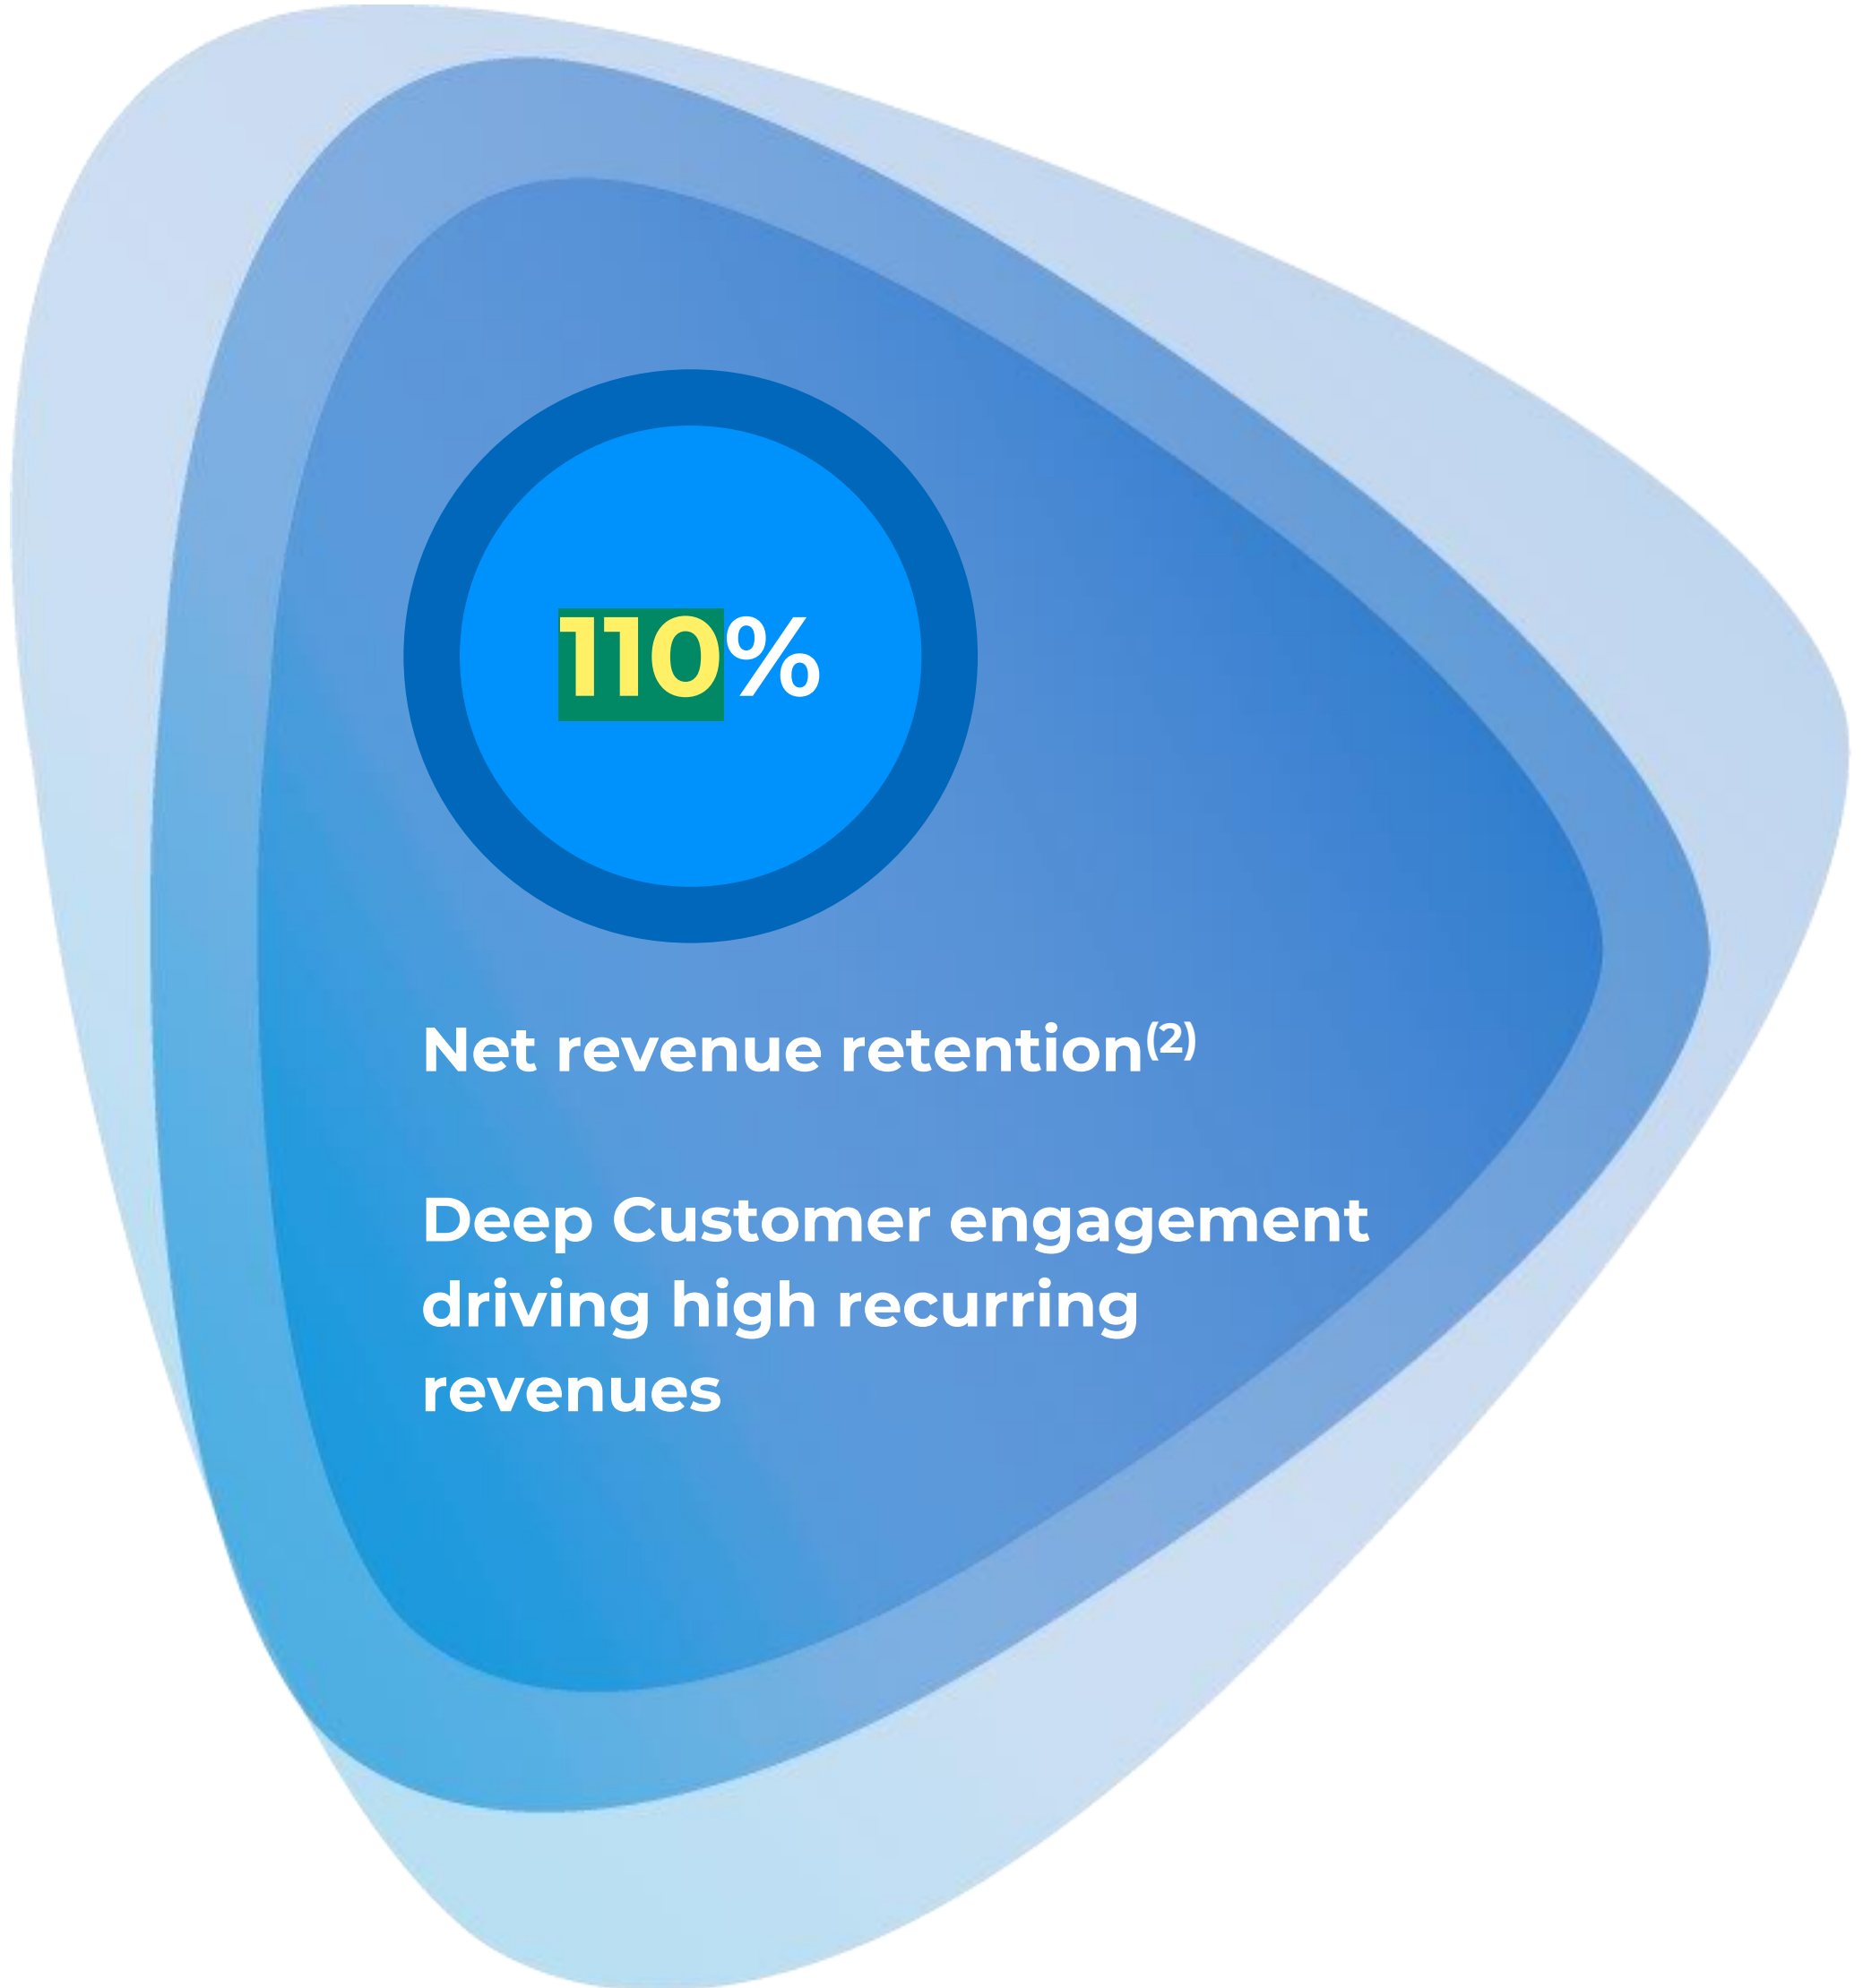 110%
Net revenue retention(2)
Deep Customer engagement
driving high recurring
revenues